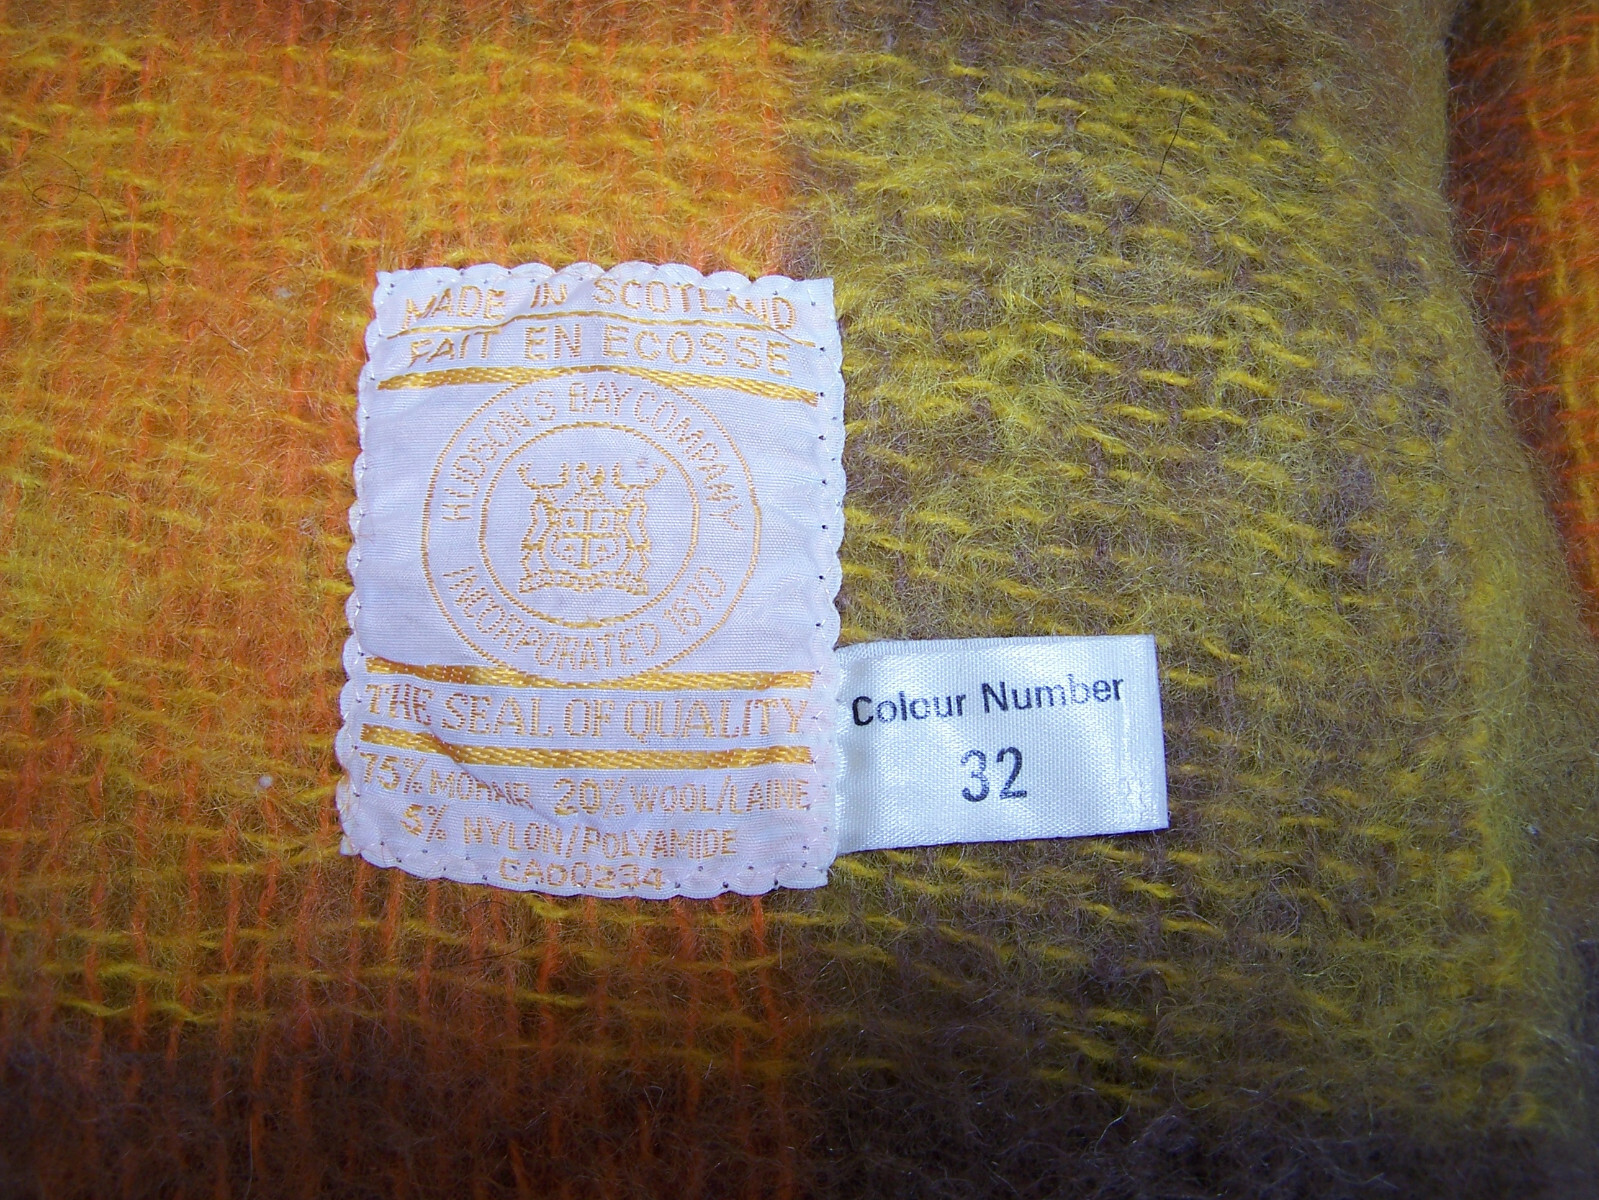 MADE IN SCOTLAND
FAIT EN ECOSSE
HUDSON'S BAY COMPANY
INCORPORATED 1670
THE SEAL OF QUALITY
75% MOHAIR 20% WOOL/LAINE
5% NYLON/POLYAMIDE
CA00234
Colour Number
32